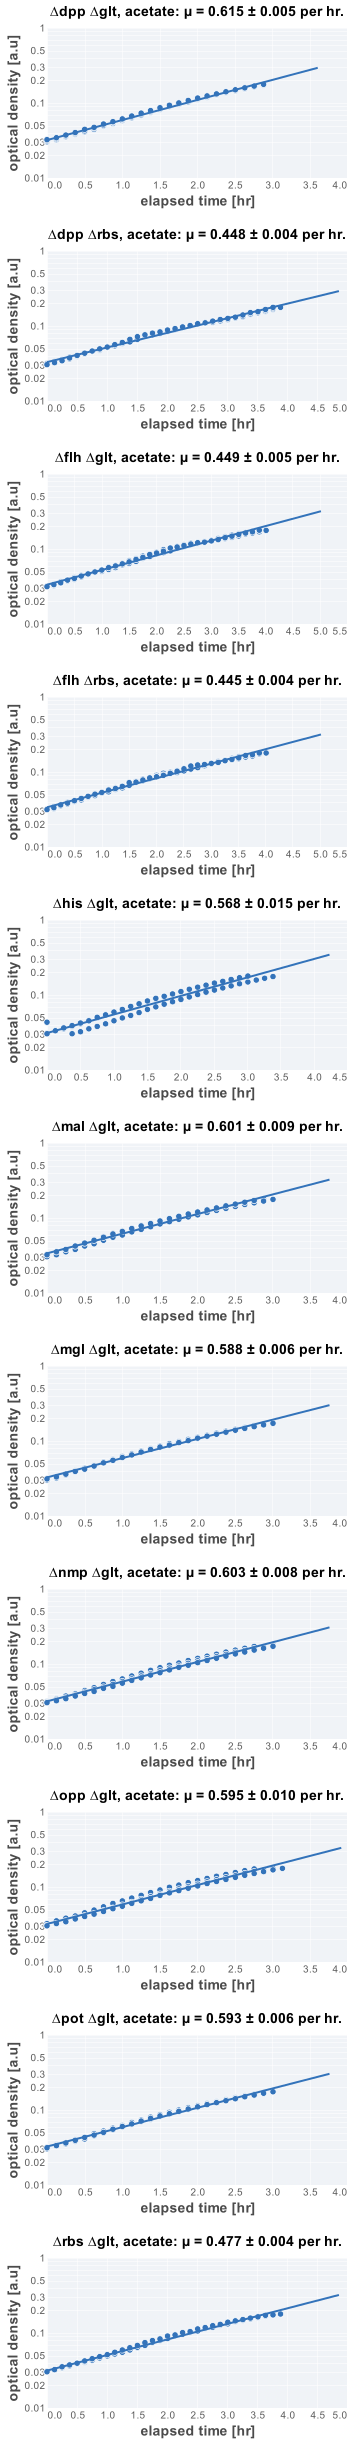 Δdpp Δglt, acetate: μ = 0.615 ± 0.005 per hr.
optical density [a.u]
1
0.5
0.3
0.2
0.1
0.05
0.03
0.02
0.01
0.0 0.5 1.0 1.5 2.0 2.5 3.0 3.5 4.0
elapsed time [hr]
Δdpp Δrbs, acetate: μ = 0.448 ± 0.004 per hr.
optical density [a.u]
1
0.5
0.3
0.2
0.1
0.05
0.03
0.02
0.01
0.0 0.5 1.0 1.5 2.0 2.5 3.0 3.5 4.0 4.5 5.0
elapsed time [hr]
Δflh Δglt, acetate: μ = 0.449 ± 0.005 per hr.
optical density [a.u]
1
0.5
0.3
0.2
0.1
0.05
0.03
0.02
0.01
0.0 0.5 1.0 1.5 2.0 2.5 3.0 3.5 4.0 4.5 5.0 5.5
elapsed time [hr]
Δflh Δrbs, acetate: μ = 0.445 ± 0.004 per hr.
optical density [a.u]
1
0.5
0.3
0.2
0.1
0.05
0.03
0.02
0.01
0.0 0.5 1.0 1.5 2.0 2.5 3.0 3.5 4.0 4.5 5.0 5.5
elapsed time [hr]
Δhis Δglt, acetate: μ = 0.568 ± 0.015 per hr.
optical density [a.u]
1
0.5
0.3
0.2
0.1
0.05
0.03
0.02
0.01
0.0 0.5 1.0 1.5 2.0 2.5 3.0 3.5 4.0 4.5
elapsed time [hr]
Δmal Δglt, acetate: μ = 0.601 ± 0.009 per hr.
optical density [a.u]
1
0.5
0.3
0.2
0.1
0.05
0.03
0.02
0.01
0.0 0.5 1.0 1.5 2.0 2.5 3.0 3.5 4.0
elapsed time [hr]
Δmgl Δglt, acetate: μ = 0.588 ± 0.006 per hr.
optical density [a.u]
1
0.5
0.3
0.2
0.1
0.05
0.03
0.02
0.01
0.0 0.5 1.0 1.5 2.0 2.5 3.0 3.5 4.0
elapsed time [hr]
Δnmp Δglt, acetate: μ = 0.603 ± 0.008 per hr.
optical density [a.u]
1
0.5
0.3
0.2
0.1
0.05
0.03
0.02
0.01
0.0 0.5 1.0 1.5 2.0 2.5 3.0 3.5 4.0
elapsed time [hr]
Δopp Δglt, acetate: μ = 0.595 ± 0.010 per hr.
optical density [a.u]
1
0.5
0.3
0.2
0.1
0.05
0.03
0.02
0.01
0.0 0.5 1.0 1.5 2.0 2.5 3.0 3.5 4.0
elapsed time [hr]
Δpot Δglt, acetate: μ = 0.593 ± 0.006 per hr.
optical density [a.u]
1
0.5
0.3
0.2
0.1
0.05
0.03
0.02
0.01
0.0 0.5 1.0 1.5 2.0 2.5 3.0 3.5 4.0
elapsed time [hr]
Δrbs Δglt, acetate: μ = 0.477 ± 0.004 per hr.
optical density [a.u]
1
0.5
0.3
0.2
0.1
0.05
0.03
0.02
0.01
0.0 0.5 1.0 1.5 2.0 2.5 3.0 3.5 4.0 4.5 5.0
elapsed time [hr]